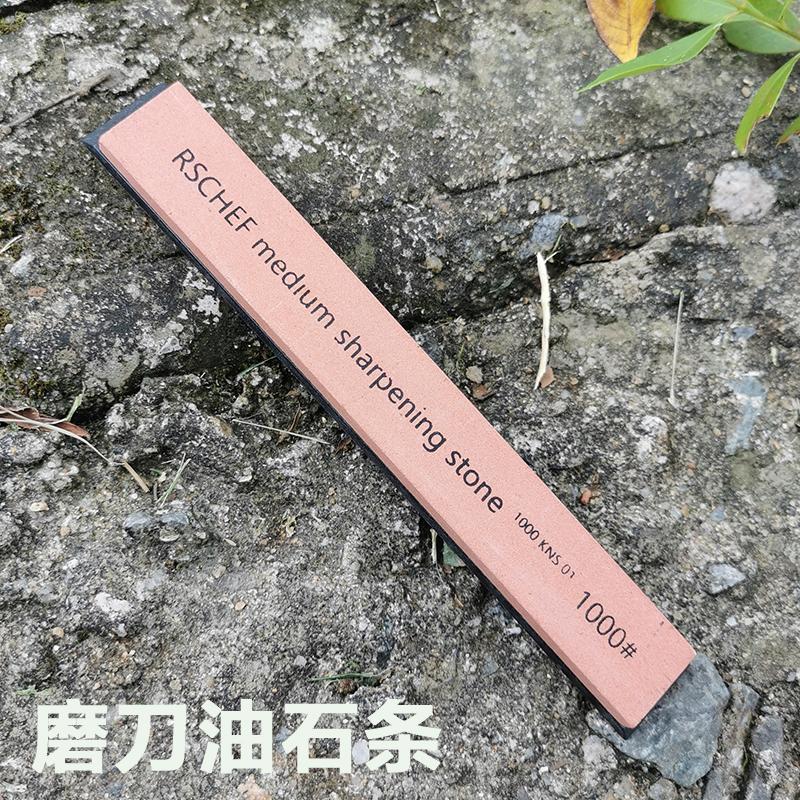 RSCHEF medium sharpening stone 1000 KNS 01 1000#
磨刀油石条